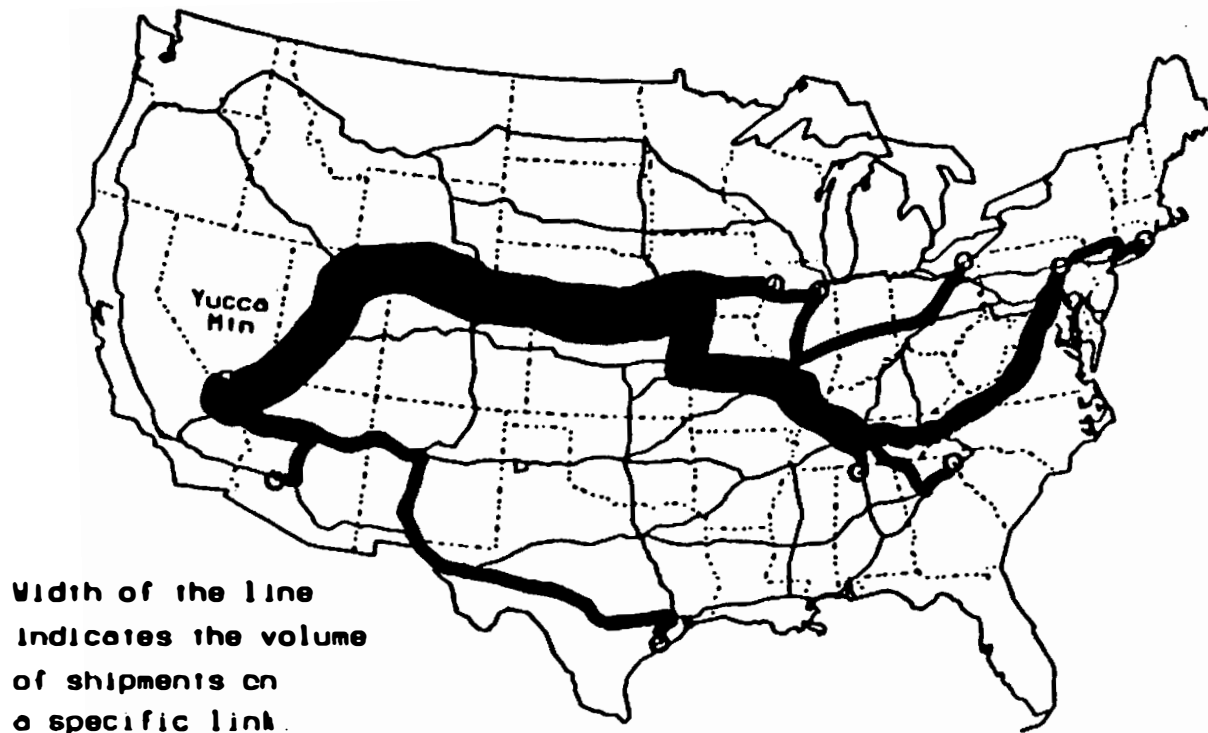 Yucca
Mtn
Width of the line
indicates the volume
of shipments on
a specific link.